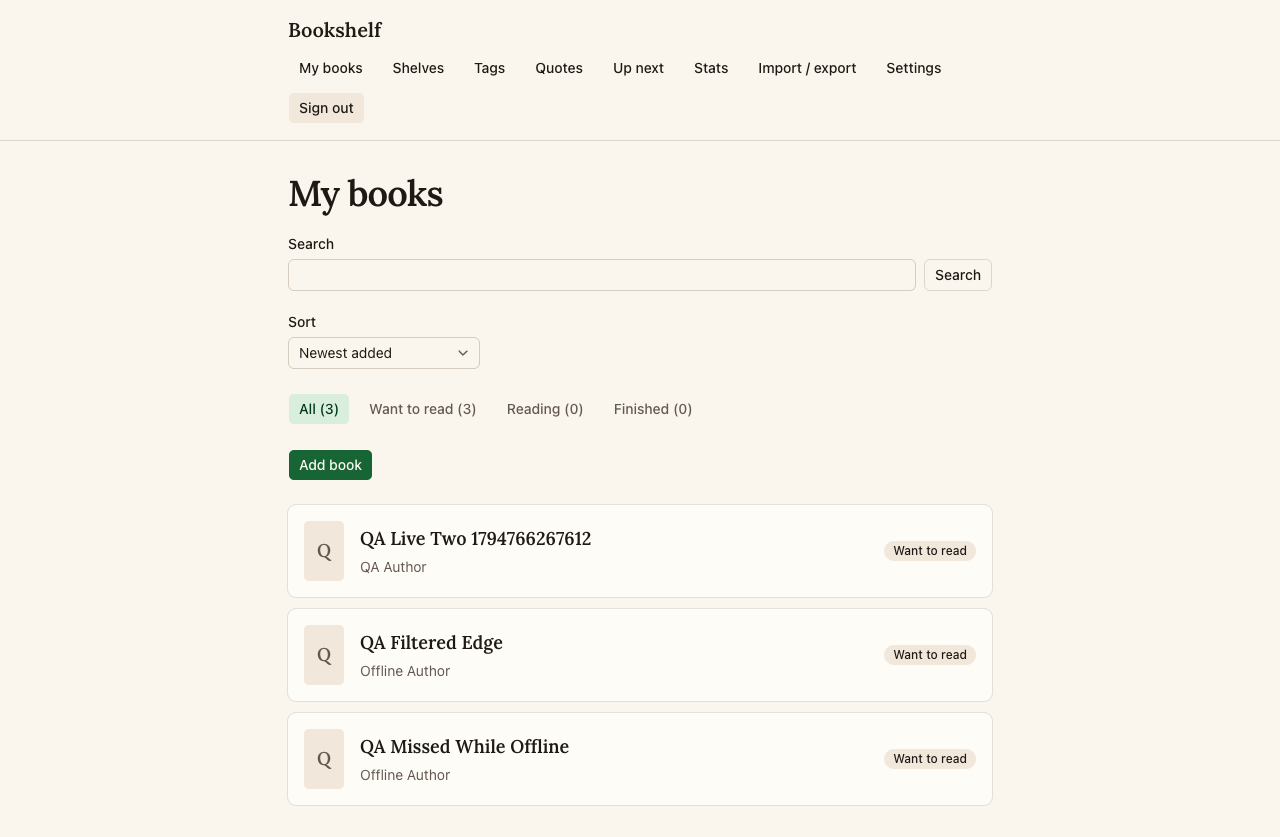 Bookshelf
My books Shelves Tags Quotes Up next Stats Import / export Settings
Sign out
My books
Search
Search
Sort
Newest added
All (3) Want to read (3) Reading (0) Finished (0)
Add book
Q
QA Live Two 1794766267612
QA Author
Want to read
Q
QA Filtered Edge
Offline Author
Want to read
Q
QA Missed While Offline
Offline Author
Want to read